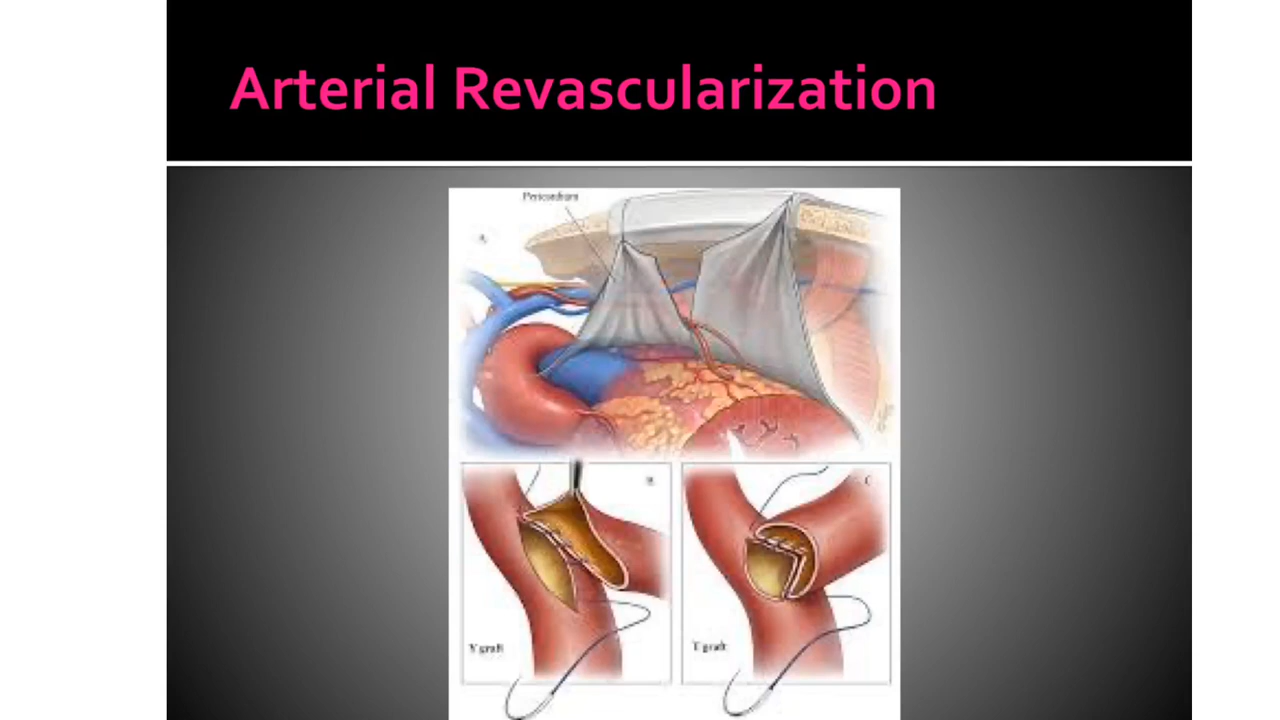 Arterial Revascularization
Pericardium
A
B
C
Y graft
T graft